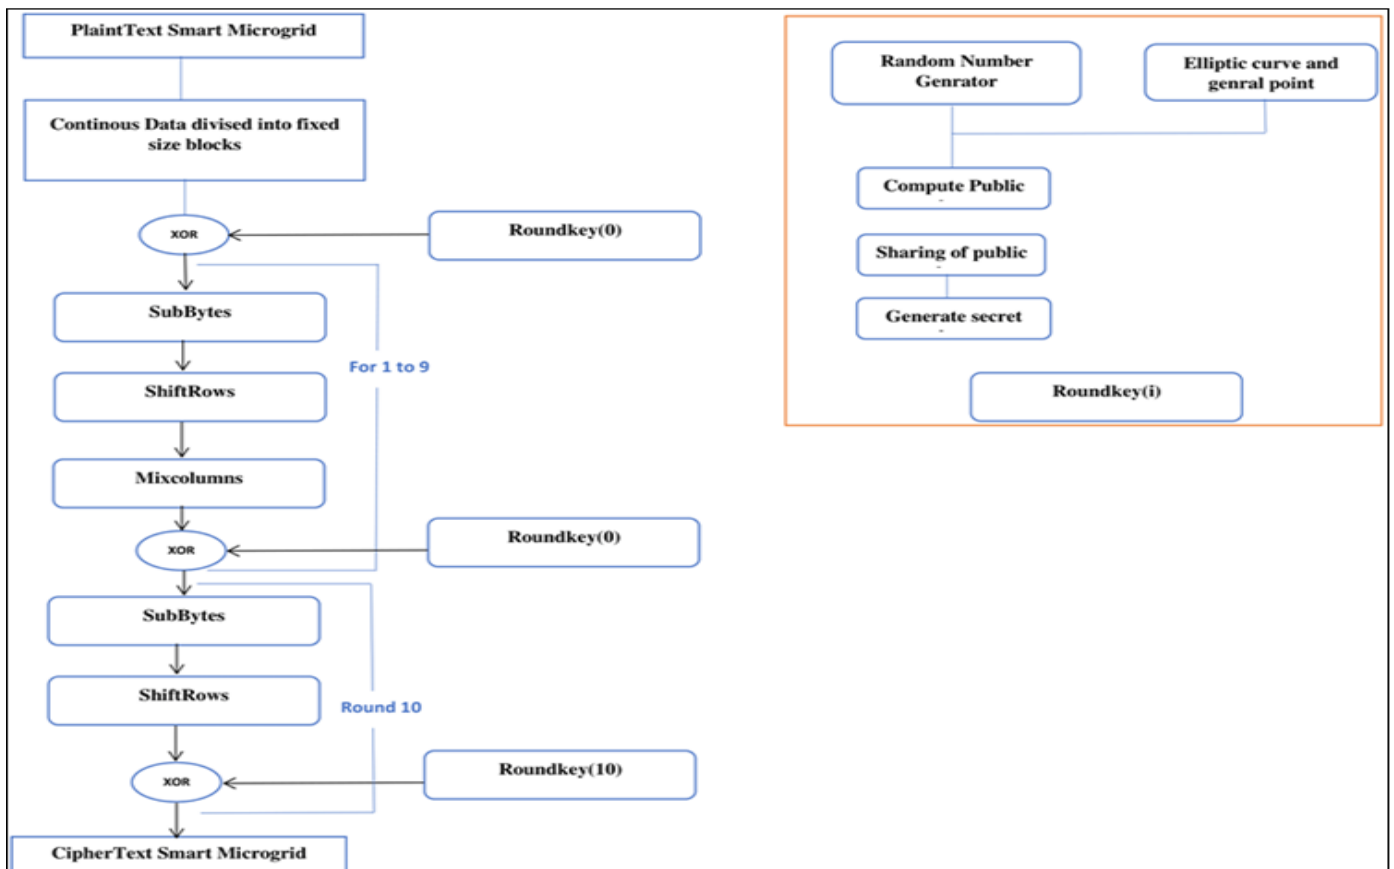 PlaintText Smart Microgrid
Continous Data divised into fixed
size blocks
XOR
Roundkey(0)
SubBytes
ShiftRows
For 1 to 9
Mixcolumns
XOR
Roundkey(0)
SubBytes
ShiftRows
Round 10
XOR
Roundkey(10)
CipherText Smart Microgrid
Random Number
Genrator
Elliptic curve and
genral point
Compute Public
Sharing of public
Generate secret
Roundkey(i)